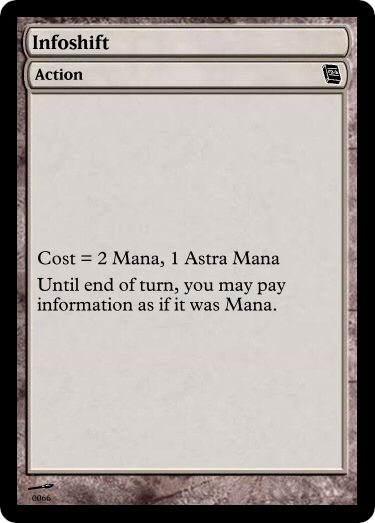 Infoshift
Action
Cost = 2 Mana, 1 Astra Mana
Until end of turn, you may pay
information as if it was Mana.
0066